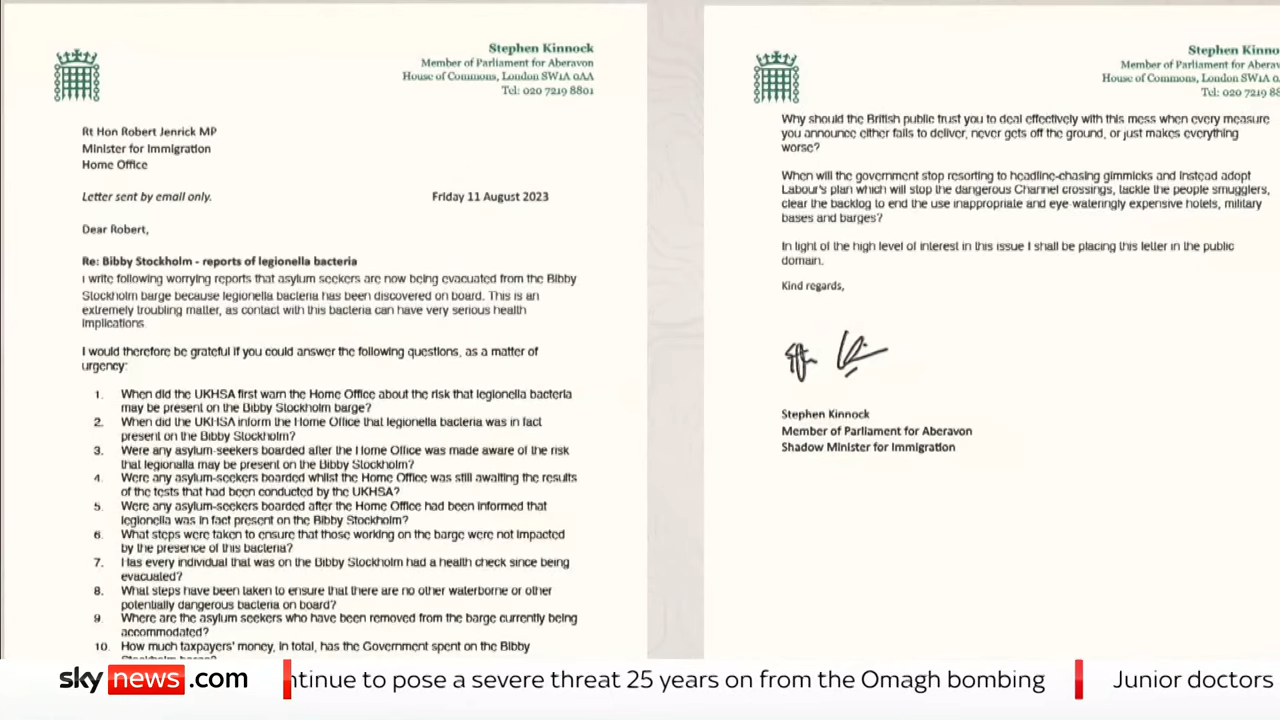 Stephen Kinnock
Member of Parliament for Aberavon
House of Commons, London SW1A 0AA
Tel: 020 7219 8801
Rt Hon Robert Jenrick MP
Minister for Immigration
Home Office
Letter sent by email only.
Friday 11 August 2023
Dear Robert,
Re: Bibby Stockholm - reports of legionella bacteria
I write following worrying reports that asylum seekers are now being evacuated from the Bibby
Stockholm barge because legionella bacteria has been discovered on board. This is an
extremely troubling matter, as contact with this bacteria can have very serious health
implications
I would therefore be grateful if you could answer the following questions, as a matter of
urgency:
1. When did the UKHSA first warn the Home Office about the risk that legionella bacteria
may be present on the Bibby Stockholm barge?
2. When did the UKHSA inform the Home Office that legionella bacteria was in fact
present on the Bibby Stockholm?
3. Were any asylum-seekers boarded after the Home Office was made aware of the risk
that legionalla may be present on the Bibby Stockholm?
4. Were any asylum-seekers boarded whilst the Home Office was still awaiting the results
of the tests that had been conducted by the UKHSA?
5. Were any asylum-seekers boarded after the Home Office had been informed that
legionella was in fact present on the Bibby Stockholm?
6. What steps were taken to ensure that those working on the barge were not impacted
by the presence of this bacteria?
7. Has every individual that was on the Bibby Stockholm had a health check since being
evacuated?
8. What steps have been taken to ensure that there are no other waterborne or other
potentially dangerous bacteria on board?
9. Where are the asylum seekers who have been removed from the barge currently being
accommodated?
10. How much taxpayers' money, in total, has the Government spent on the Bibby
Stephen Kinno
Member of Parliament for Aberav
House of Commons, London SW1A 0A
Tel: 020 7219 88
Why should the British public trust you to deal effectively with this mess when every measure
you announce either fails to deliver, never gets off the ground, or just makes everything
worse?
When will the government stop resorting to headline-chasing gimmicks and instead adopt
Labour's plan which will stop the dangerous Channel crossings, tackle the people smugglers,
clear the backlog to end the use inappropriate and eye-wateringly expensive hotels, military
bases and barges?
In light of the high level of interest in this issue I shall be placing this letter in the public
domain.
Kind regards,
Stephen Kinnock
Member of Parliament for Aberavon
Shadow Minister for Immigration
sky news .com
ntinue to pose a severe threat 25 years on from the Omagh bombing
Junior doctors